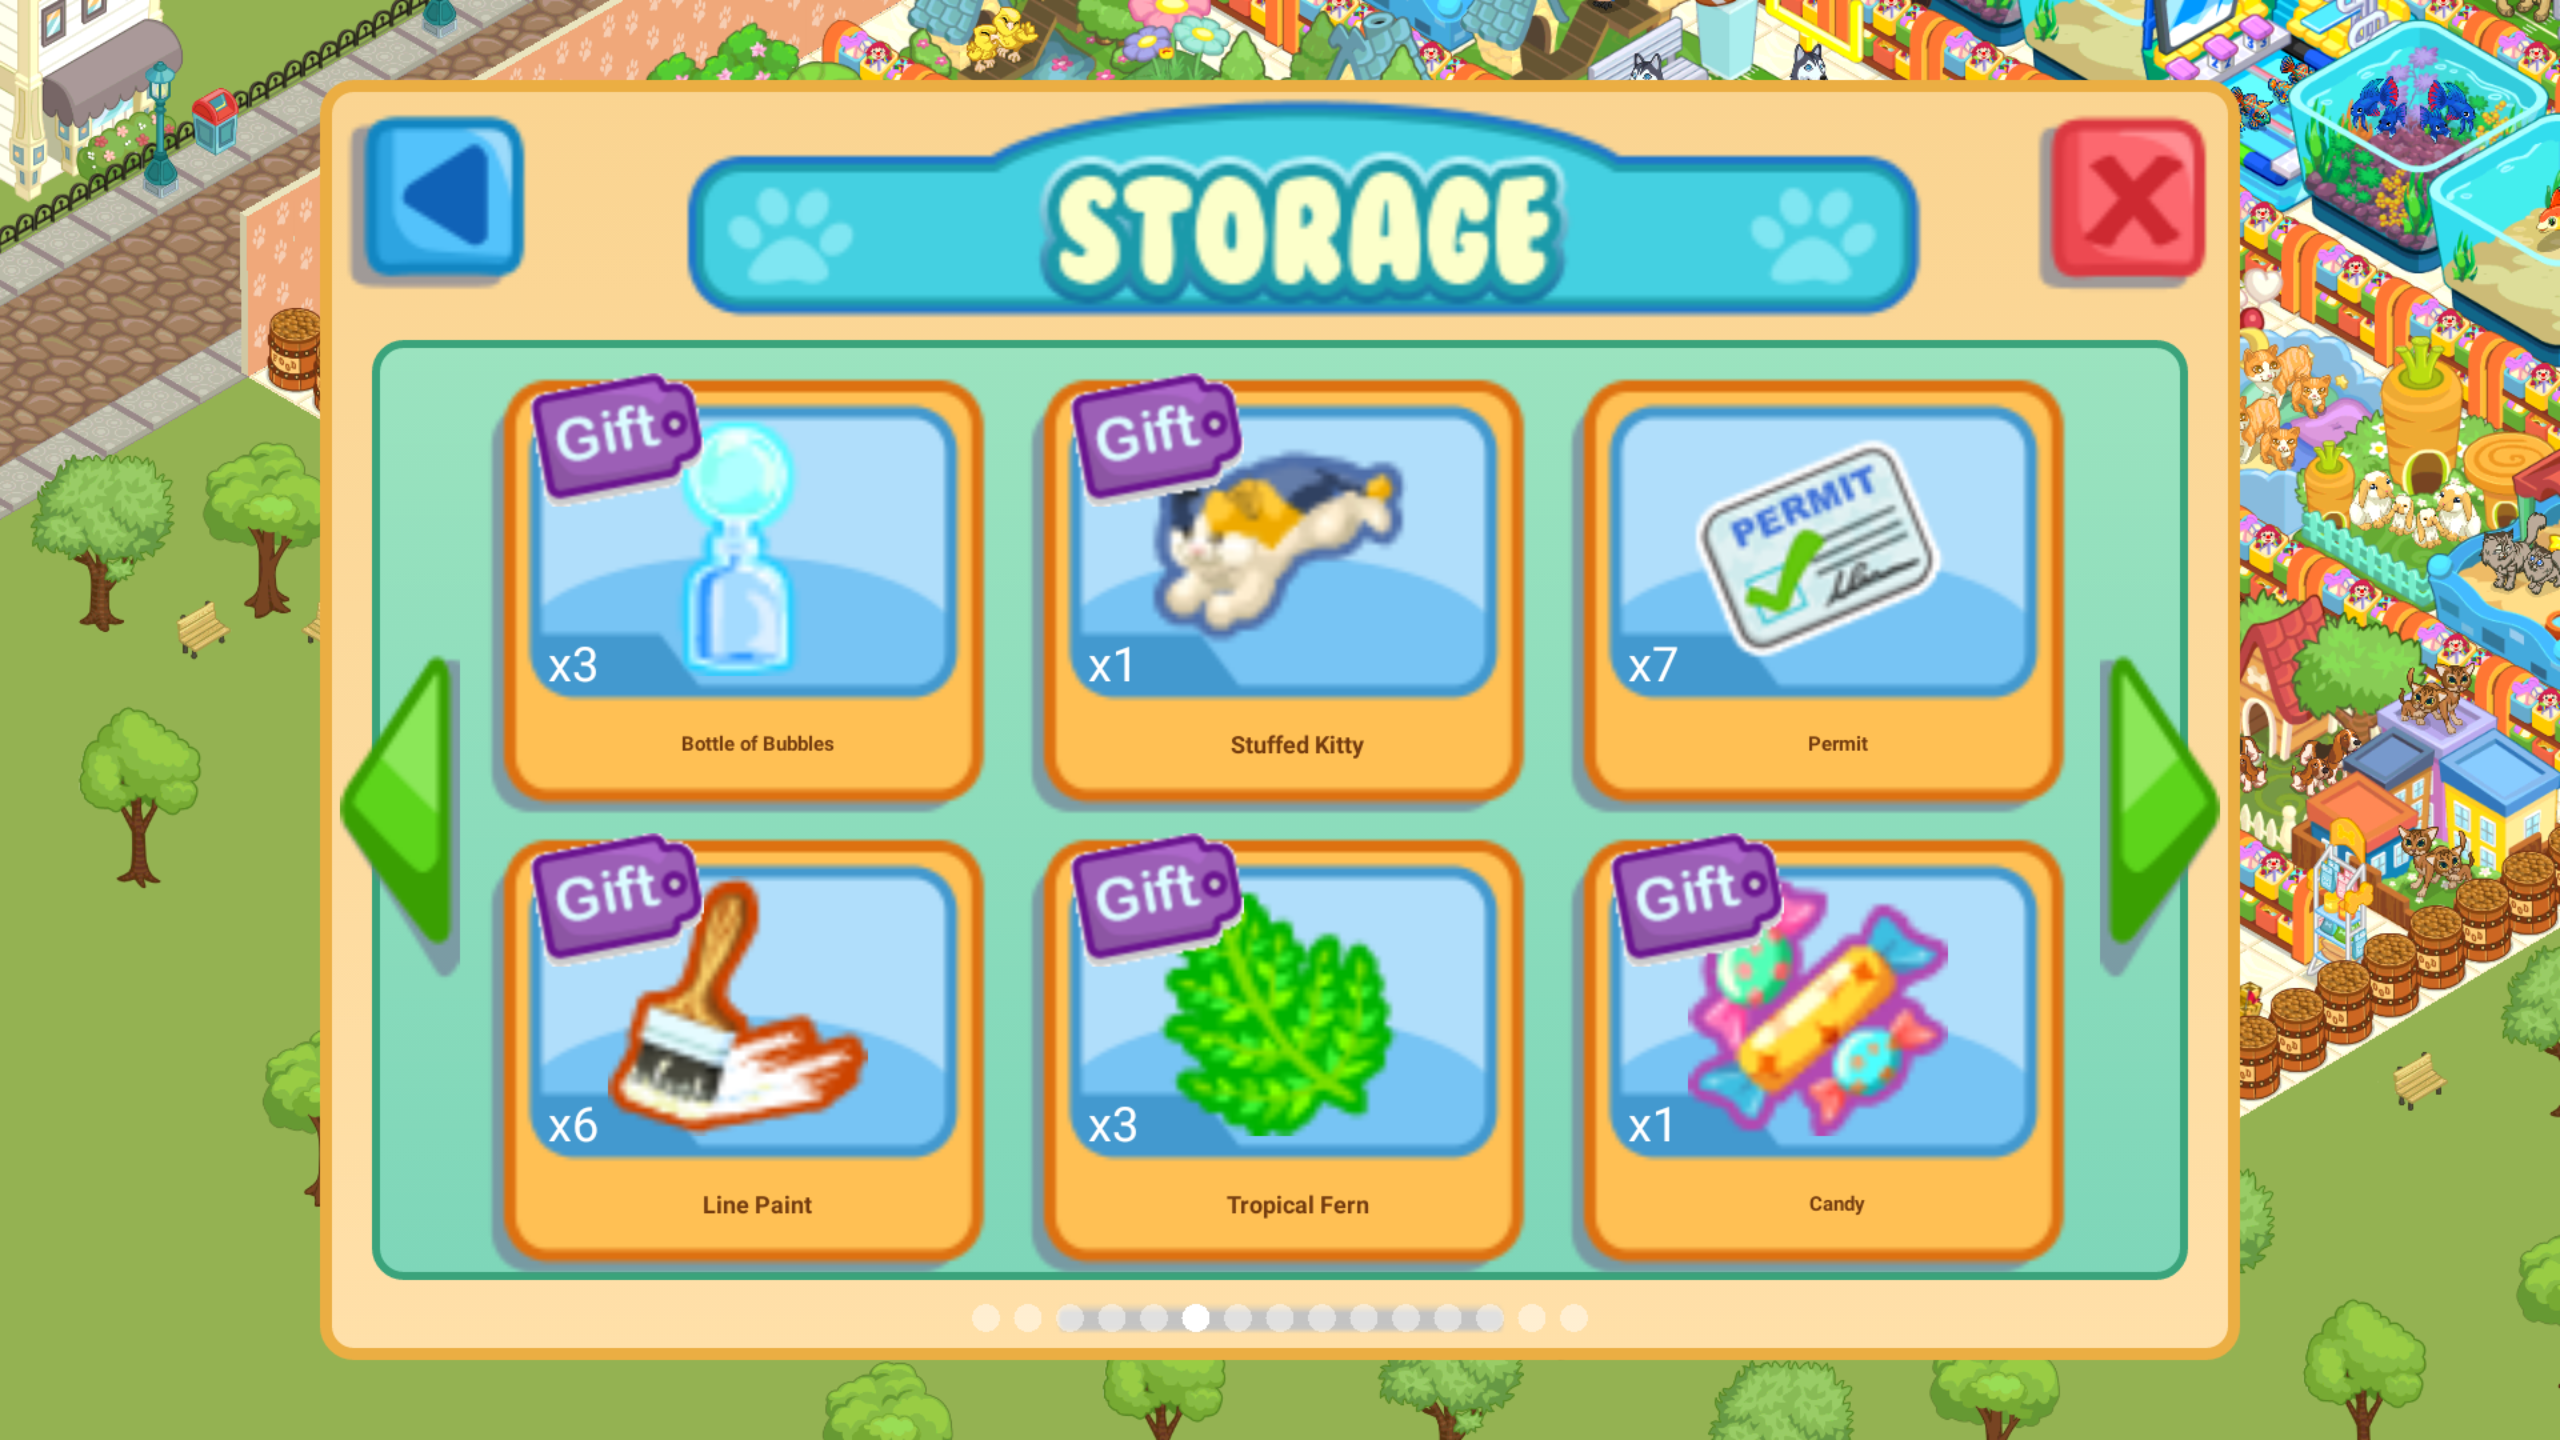 STORAGE
Gift
x3
Bottle of Bubbles
Gift
x1
Stuffed Kitty
PERMIT
x7
Permit
Gift
x6
Line Paint
Gift
x3
Tropical Fern
Gift
x1
Candy